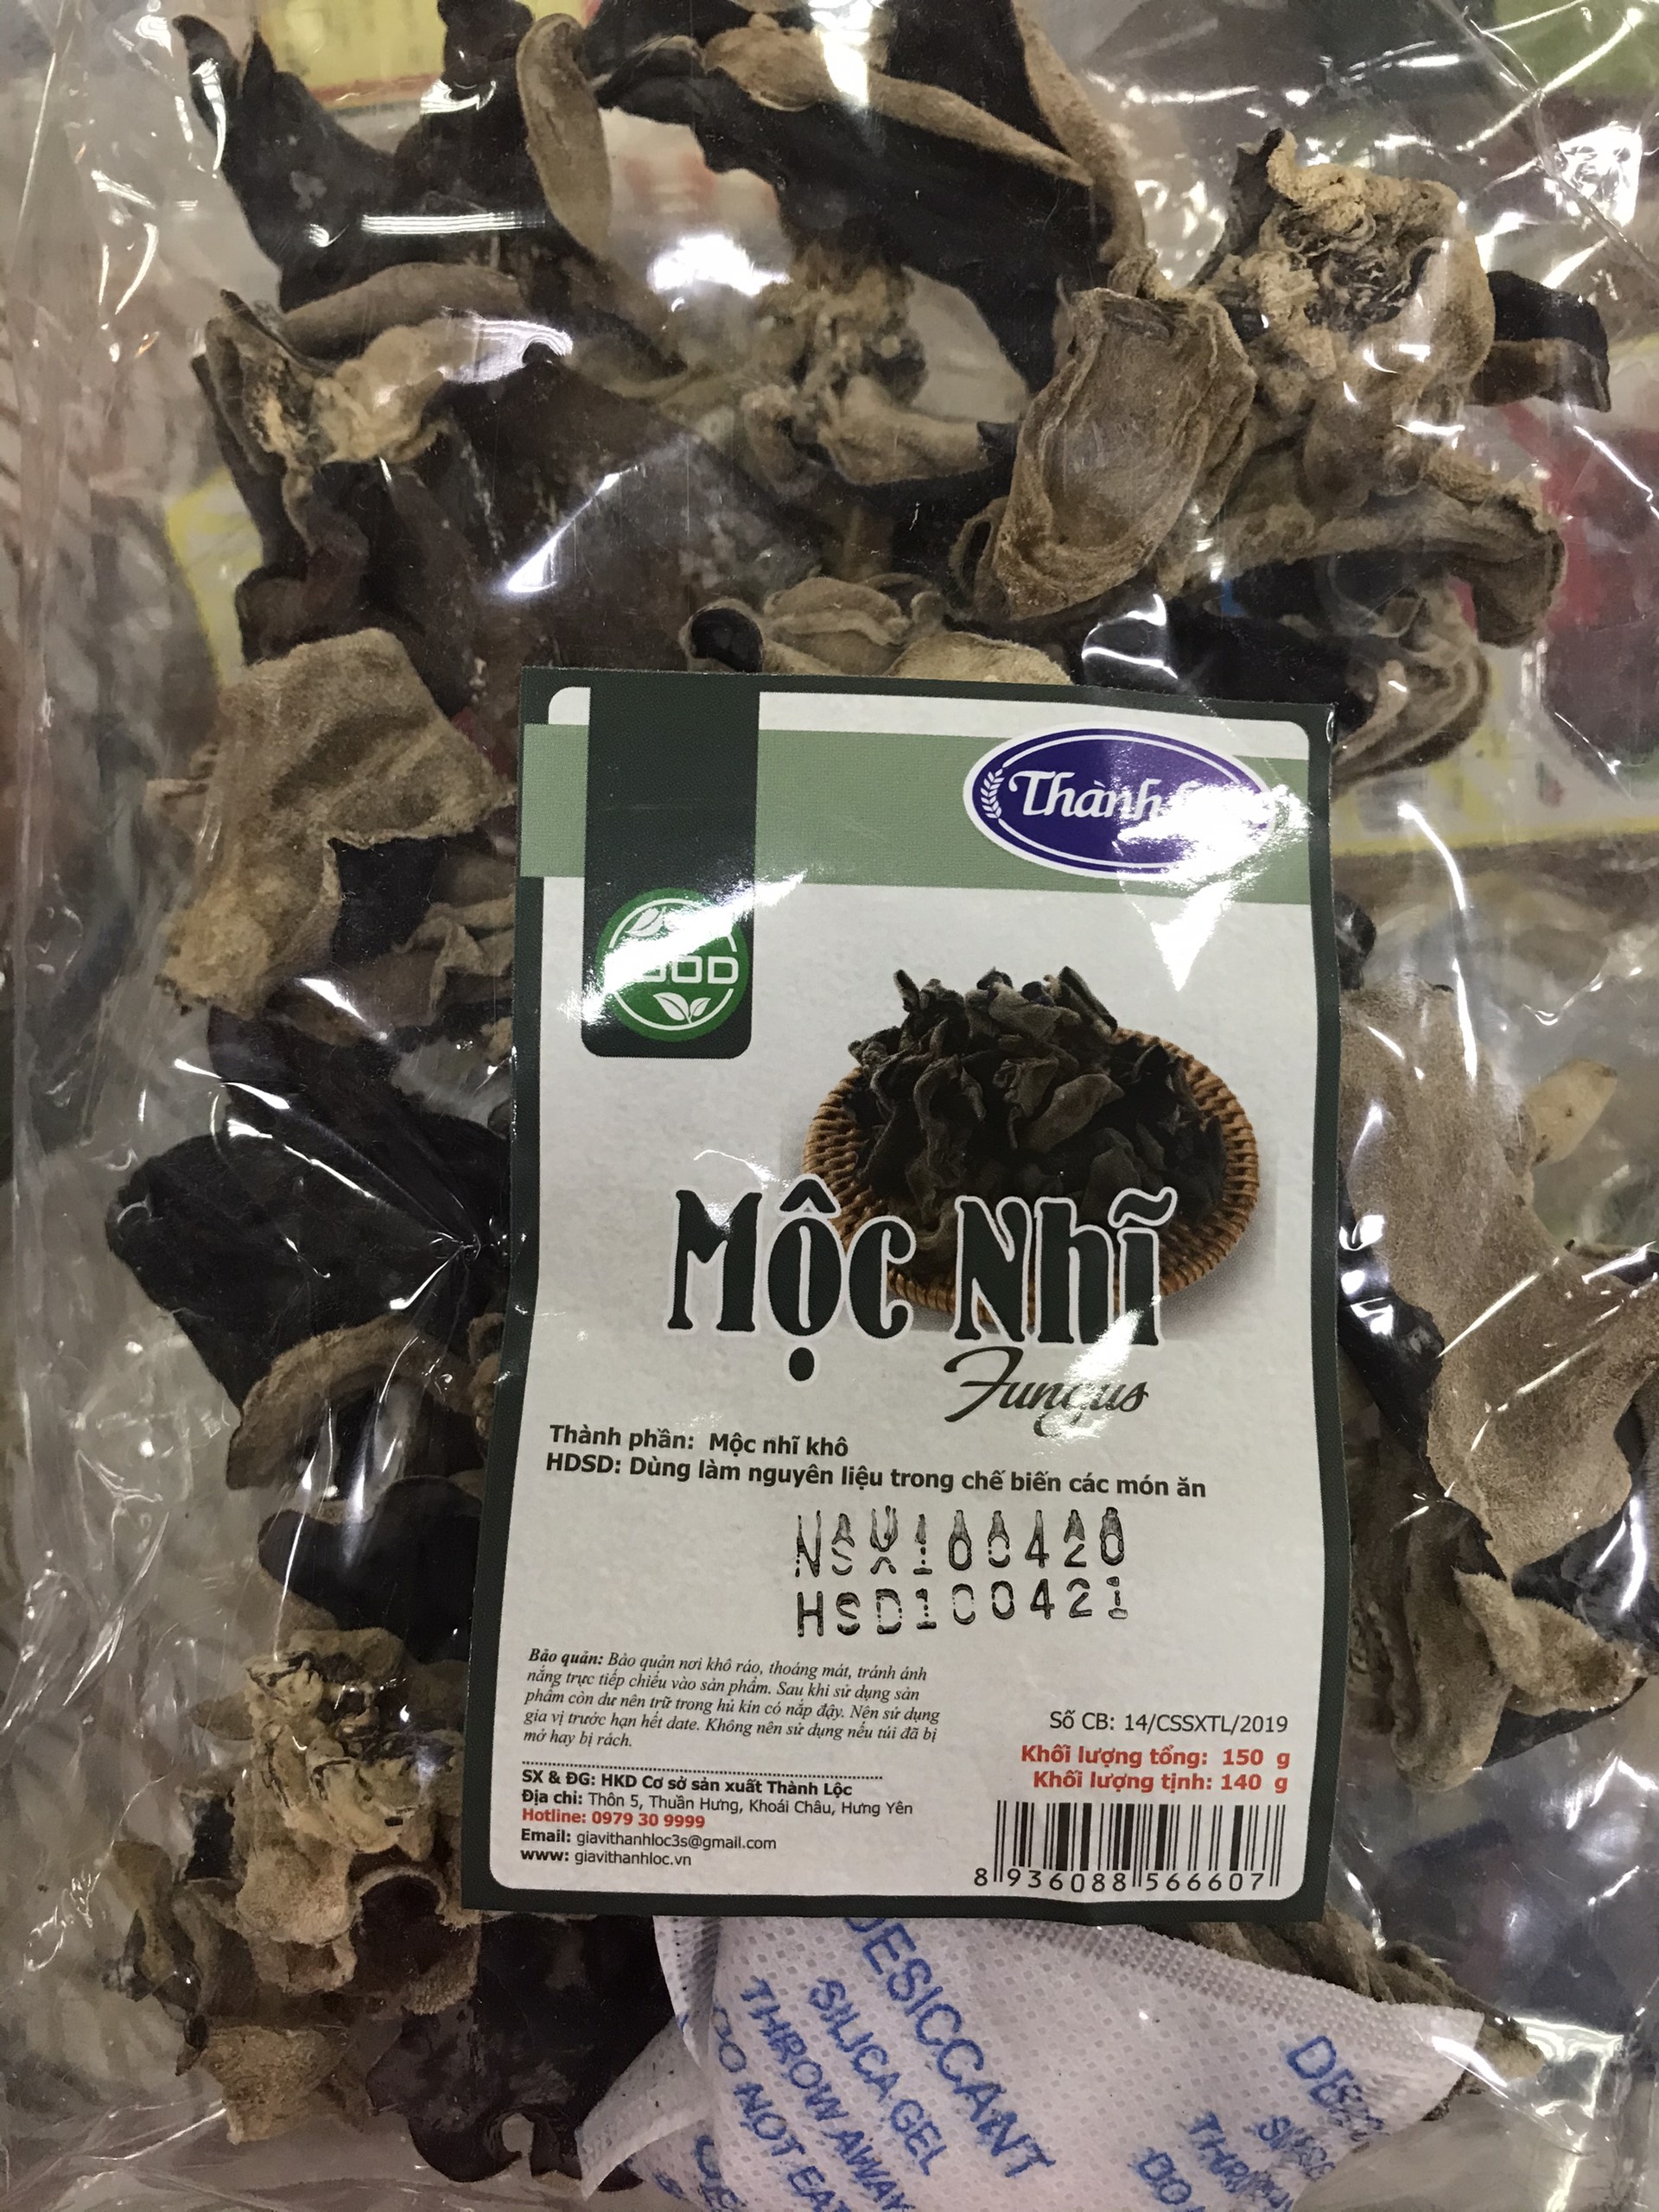 Thành
Mộc Nhĩ
Fungus
Thành phần: Mộc nhĩ khô
HDSD: Dùng làm nguyên liệu trong chế biến các món ăn
NSX100420
HSD100421
Bảo quản: Bảo quản nơi khô ráo, thoáng mát, tránh ánh
nắng trực tiếp chiếu vào sản phẩm. Sau khi sử dụng sản
phẩm còn dư nên trữ trong hủ kín có nắp đậy. Nên sử dụng
gia vị trước hạn hết date. Không nên sử dụng nếu túi đã bị
mở hay bị rách.
Số CB: 14/CSSXTL/2019
Khối lượng tổng: 150 g
Khối lượng tịnh: 140 g
SX & ĐG: HKD Cơ sở sản xuất Thành Lộc
Địa chỉ: Thôn 5, Thuần Hưng, Khoái Châu, Hưng Yên
Hotline: 0979 30 9999
Email: giavithanhloc3s@gmail.com
www: giavithanhloc.vn
8 936088 566607
DESICCANT
SILICA GEL
THROW AWAY
DO NOT EAT